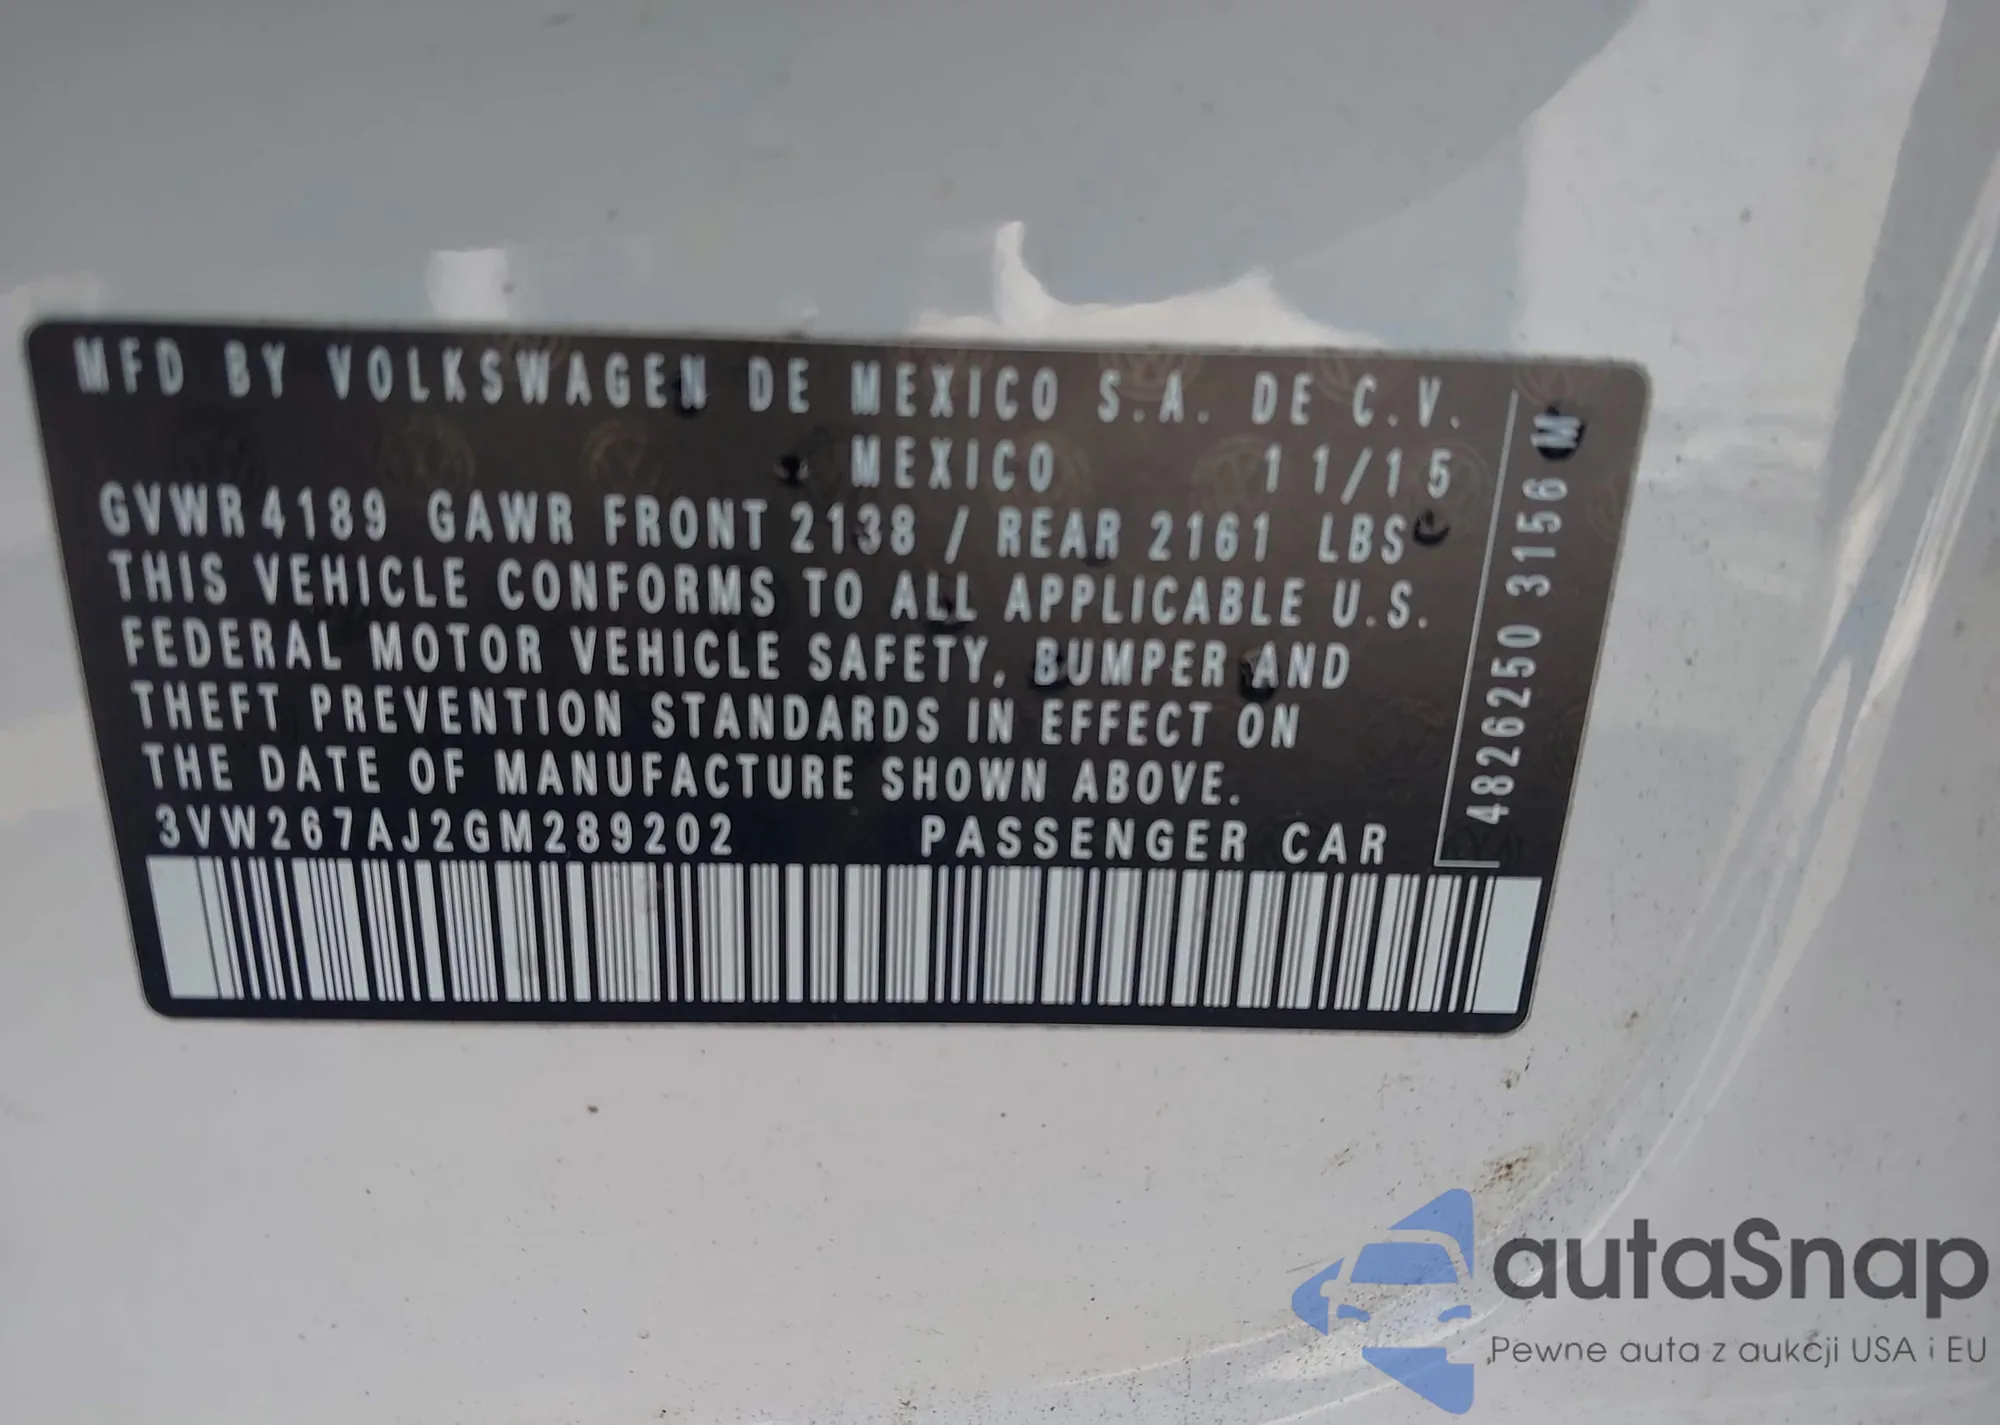 MFD BY VOLKSWAGEN DE MEXICO S.A. DE C.V.
MEXICO 11/15
GVWR 4189 GAWR FRONT 2138 / REAR 2161 LBS
THIS VEHICLE CONFORMS TO ALL APPLICABLE U.S.
FEDERAL MOTOR VEHICLE SAFETY, BUMPER AND
THEFT PREVENTION STANDARDS IN EFFECT ON
THE DATE OF MANUFACTURE SHOWN ABOVE.
3VW267AJ2GM289202 PASSENGER CAR
4826250 3156 M
autaSnap
Pewne auta z aukcji USA i EU